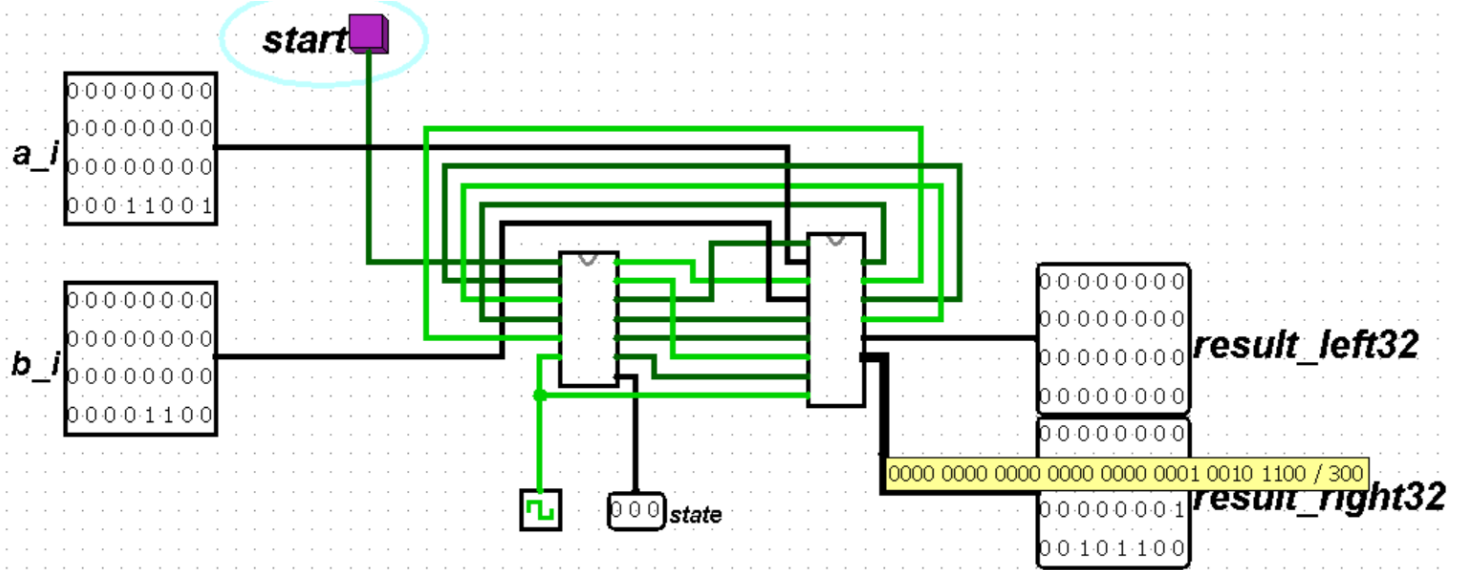 start
0 0 0 0 0 0 0 0
0 0 0 0 0 0 0 0
0 0 0 0 0 0 0 0
0 0 0 1 1 0 0 1
a_i
0 0 0 0 0 0 0 0
0 0 0 0 0 0 0 0
0 0 0 0 0 0 0 0
0 0 0 0 1 1 0 0
b_i
0 0 0 state
0 0 0 0 0 0 0 0
0 0 0 0 0 0 0 0
0 0 0 0 0 0 0 0
0 0 0 0 0 0 0 0
result_left32
0 0 0 0 0 0 0 0
0000 0000 0000 0000 0000 0001 0010 1100 / 300
result_right32
0 0 0 0 0 0 0 1
0 0 1 0 1 1 0 0